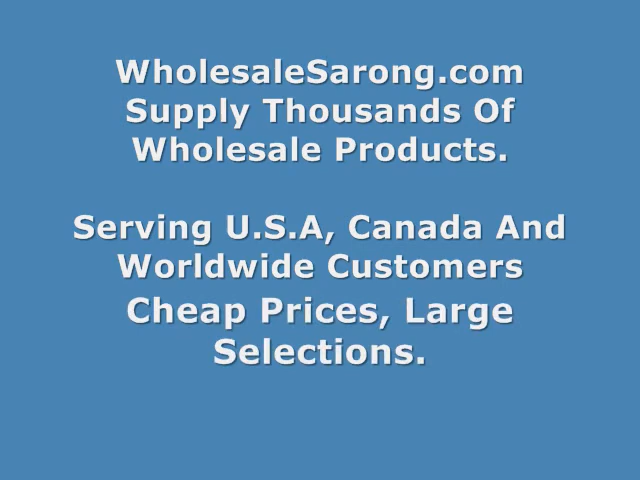 WholesaleSarong.com
Supply Thousands Of
Wholesale Products.
Serving U.S.A, Canada And
Worldwide Customers
Cheap Prices, Large
Selections.